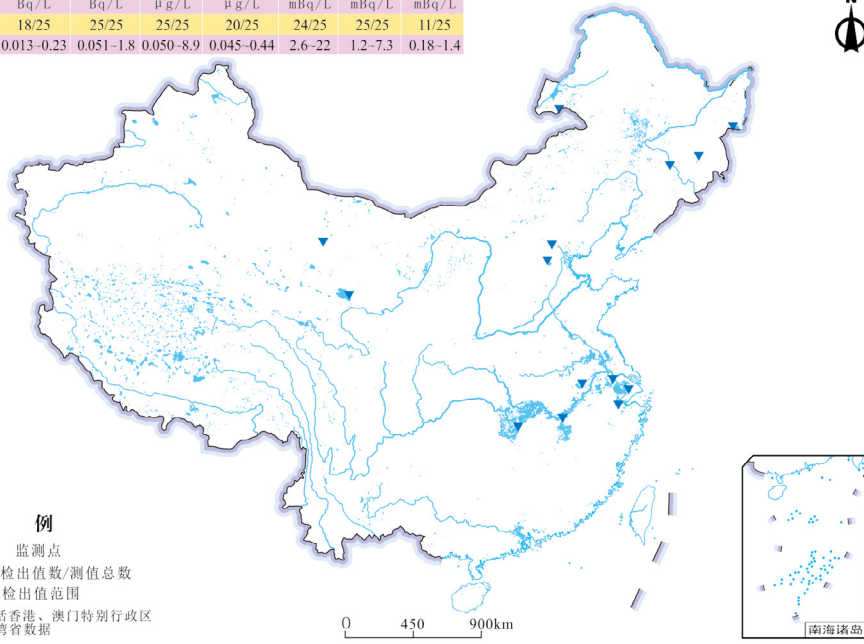 Bq/L Bq/L μg/L μg/L mBq/L mBq/L mBq/L
18/25 25/25 25/25 20/25 24/25 25/25 11/25
0.013~0.23 0.051~1.8 0.050~8.9 0.045~0.44 2.6~22 1.2~7.3 0.18~1.4
N
例
监测点
检出值数/测值总数
检出值范围
括香港、澳门特别行政区
湾省数据
0 450 900km
南海诸岛